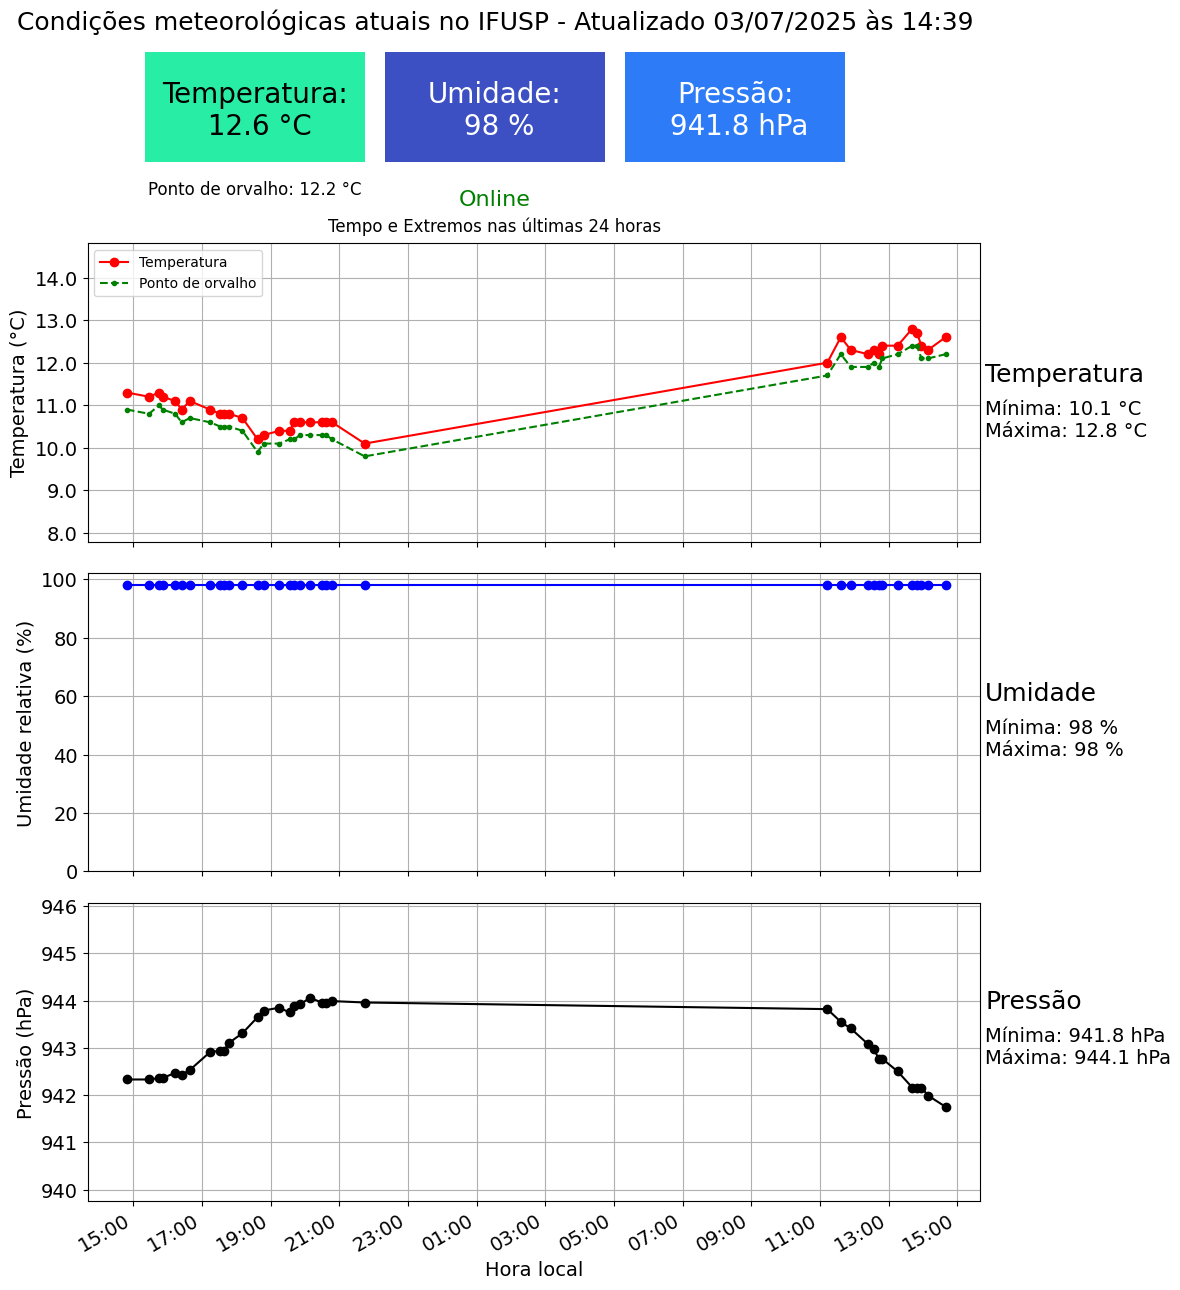 Condições meteorológicas atuais no IFUSP - Atualizado 03/07/2025 às 14:39
Temperatura:
12.6 °C
Umidade:
98 %
Pressão:
941.8 hPa
Ponto de orvalho: 12.2 °C
Online
Tempo e Extremos nas últimas 24 horas
Temperatura
Ponto de orvalho
Temperatura (°C)
14.0
13.0
12.0
11.0
10.0
9.0
8.0
Temperatura
Mínima: 10.1 °C
Máxima: 12.8 °C
Umidade relativa (%)
100
80
60
40
20
0
Umidade
Mínima: 98 %
Máxima: 98 %
Pressão (hPa)
946
945
944
943
942
941
940
Pressão
Mínima: 941.8 hPa
Máxima: 944.1 hPa
15:00
17:00
19:00
21:00
23:00
01:00
03:00
05:00
07:00
09:00
11:00
13:00
15:00
Hora local